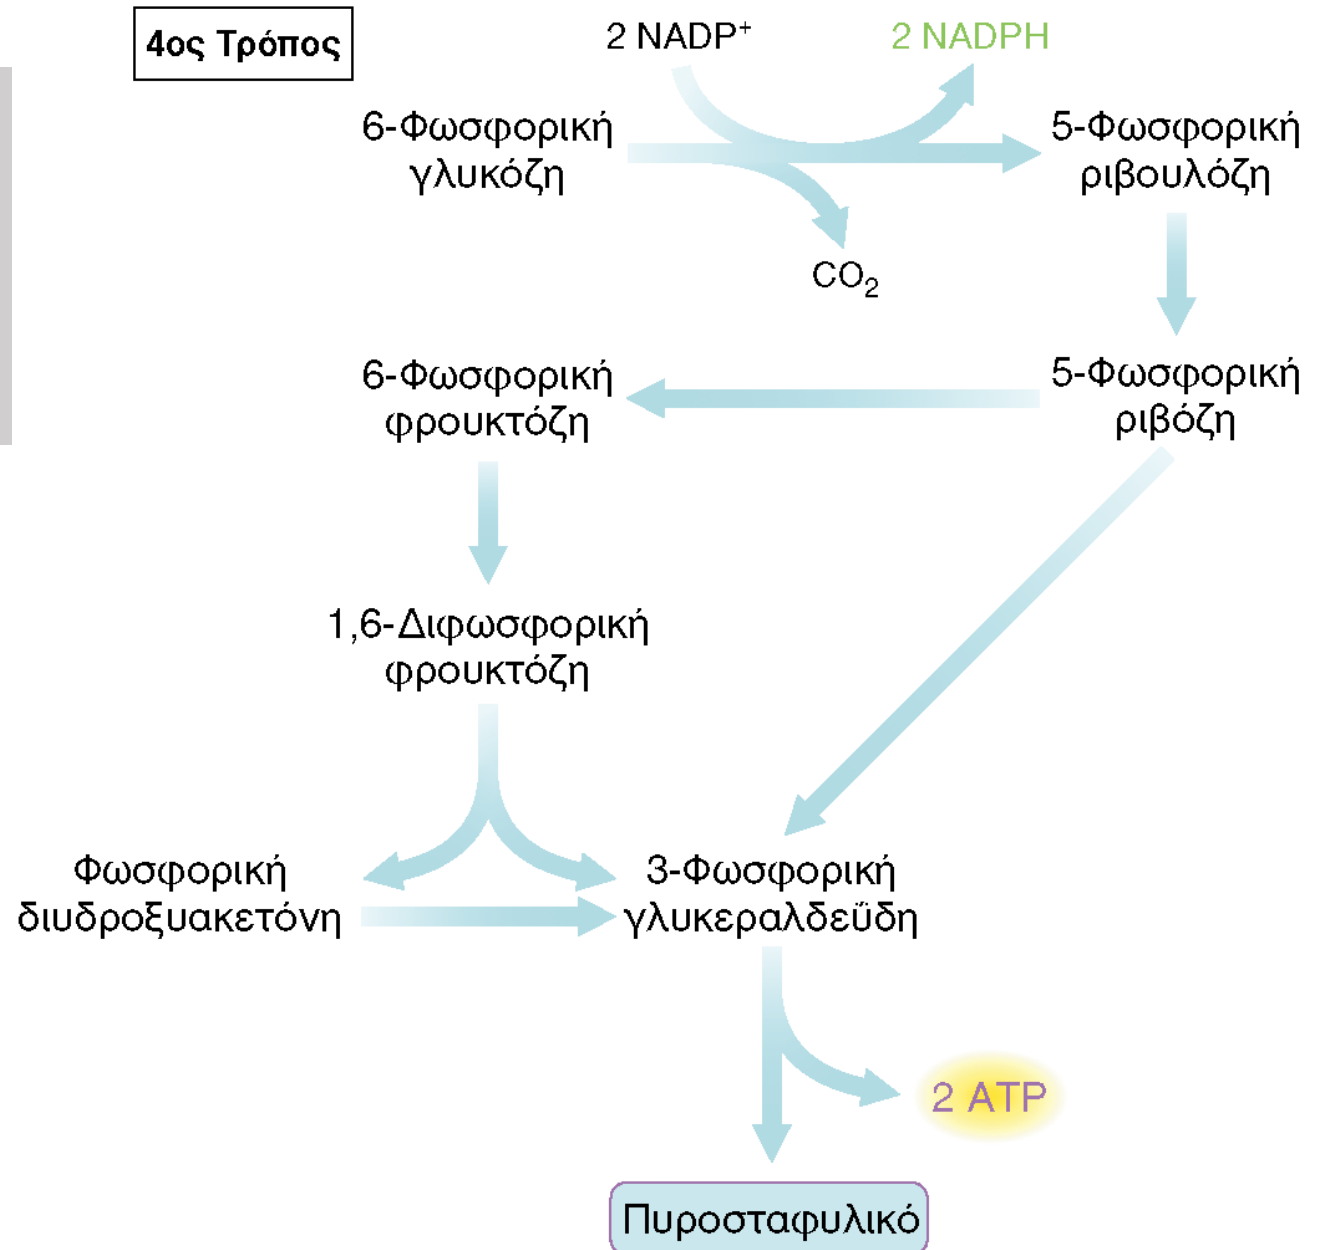 4ος Τρόπος
2 NADP⁺
2 NADPH
6-Φωσφορική
γλυκόζη
5-Φωσφορική
ριβουλόζη
CO₂
6-Φωσφορική
φρουκτόζη
5-Φωσφορική
ριβόζη
1,6-Διφωσφορική
φρουκτόζη
Φωσφορική
διυδροξυακετόνη
3-Φωσφορική
γλυκεραλδεΰδη
2 ATP
Πυροσταφυλικό